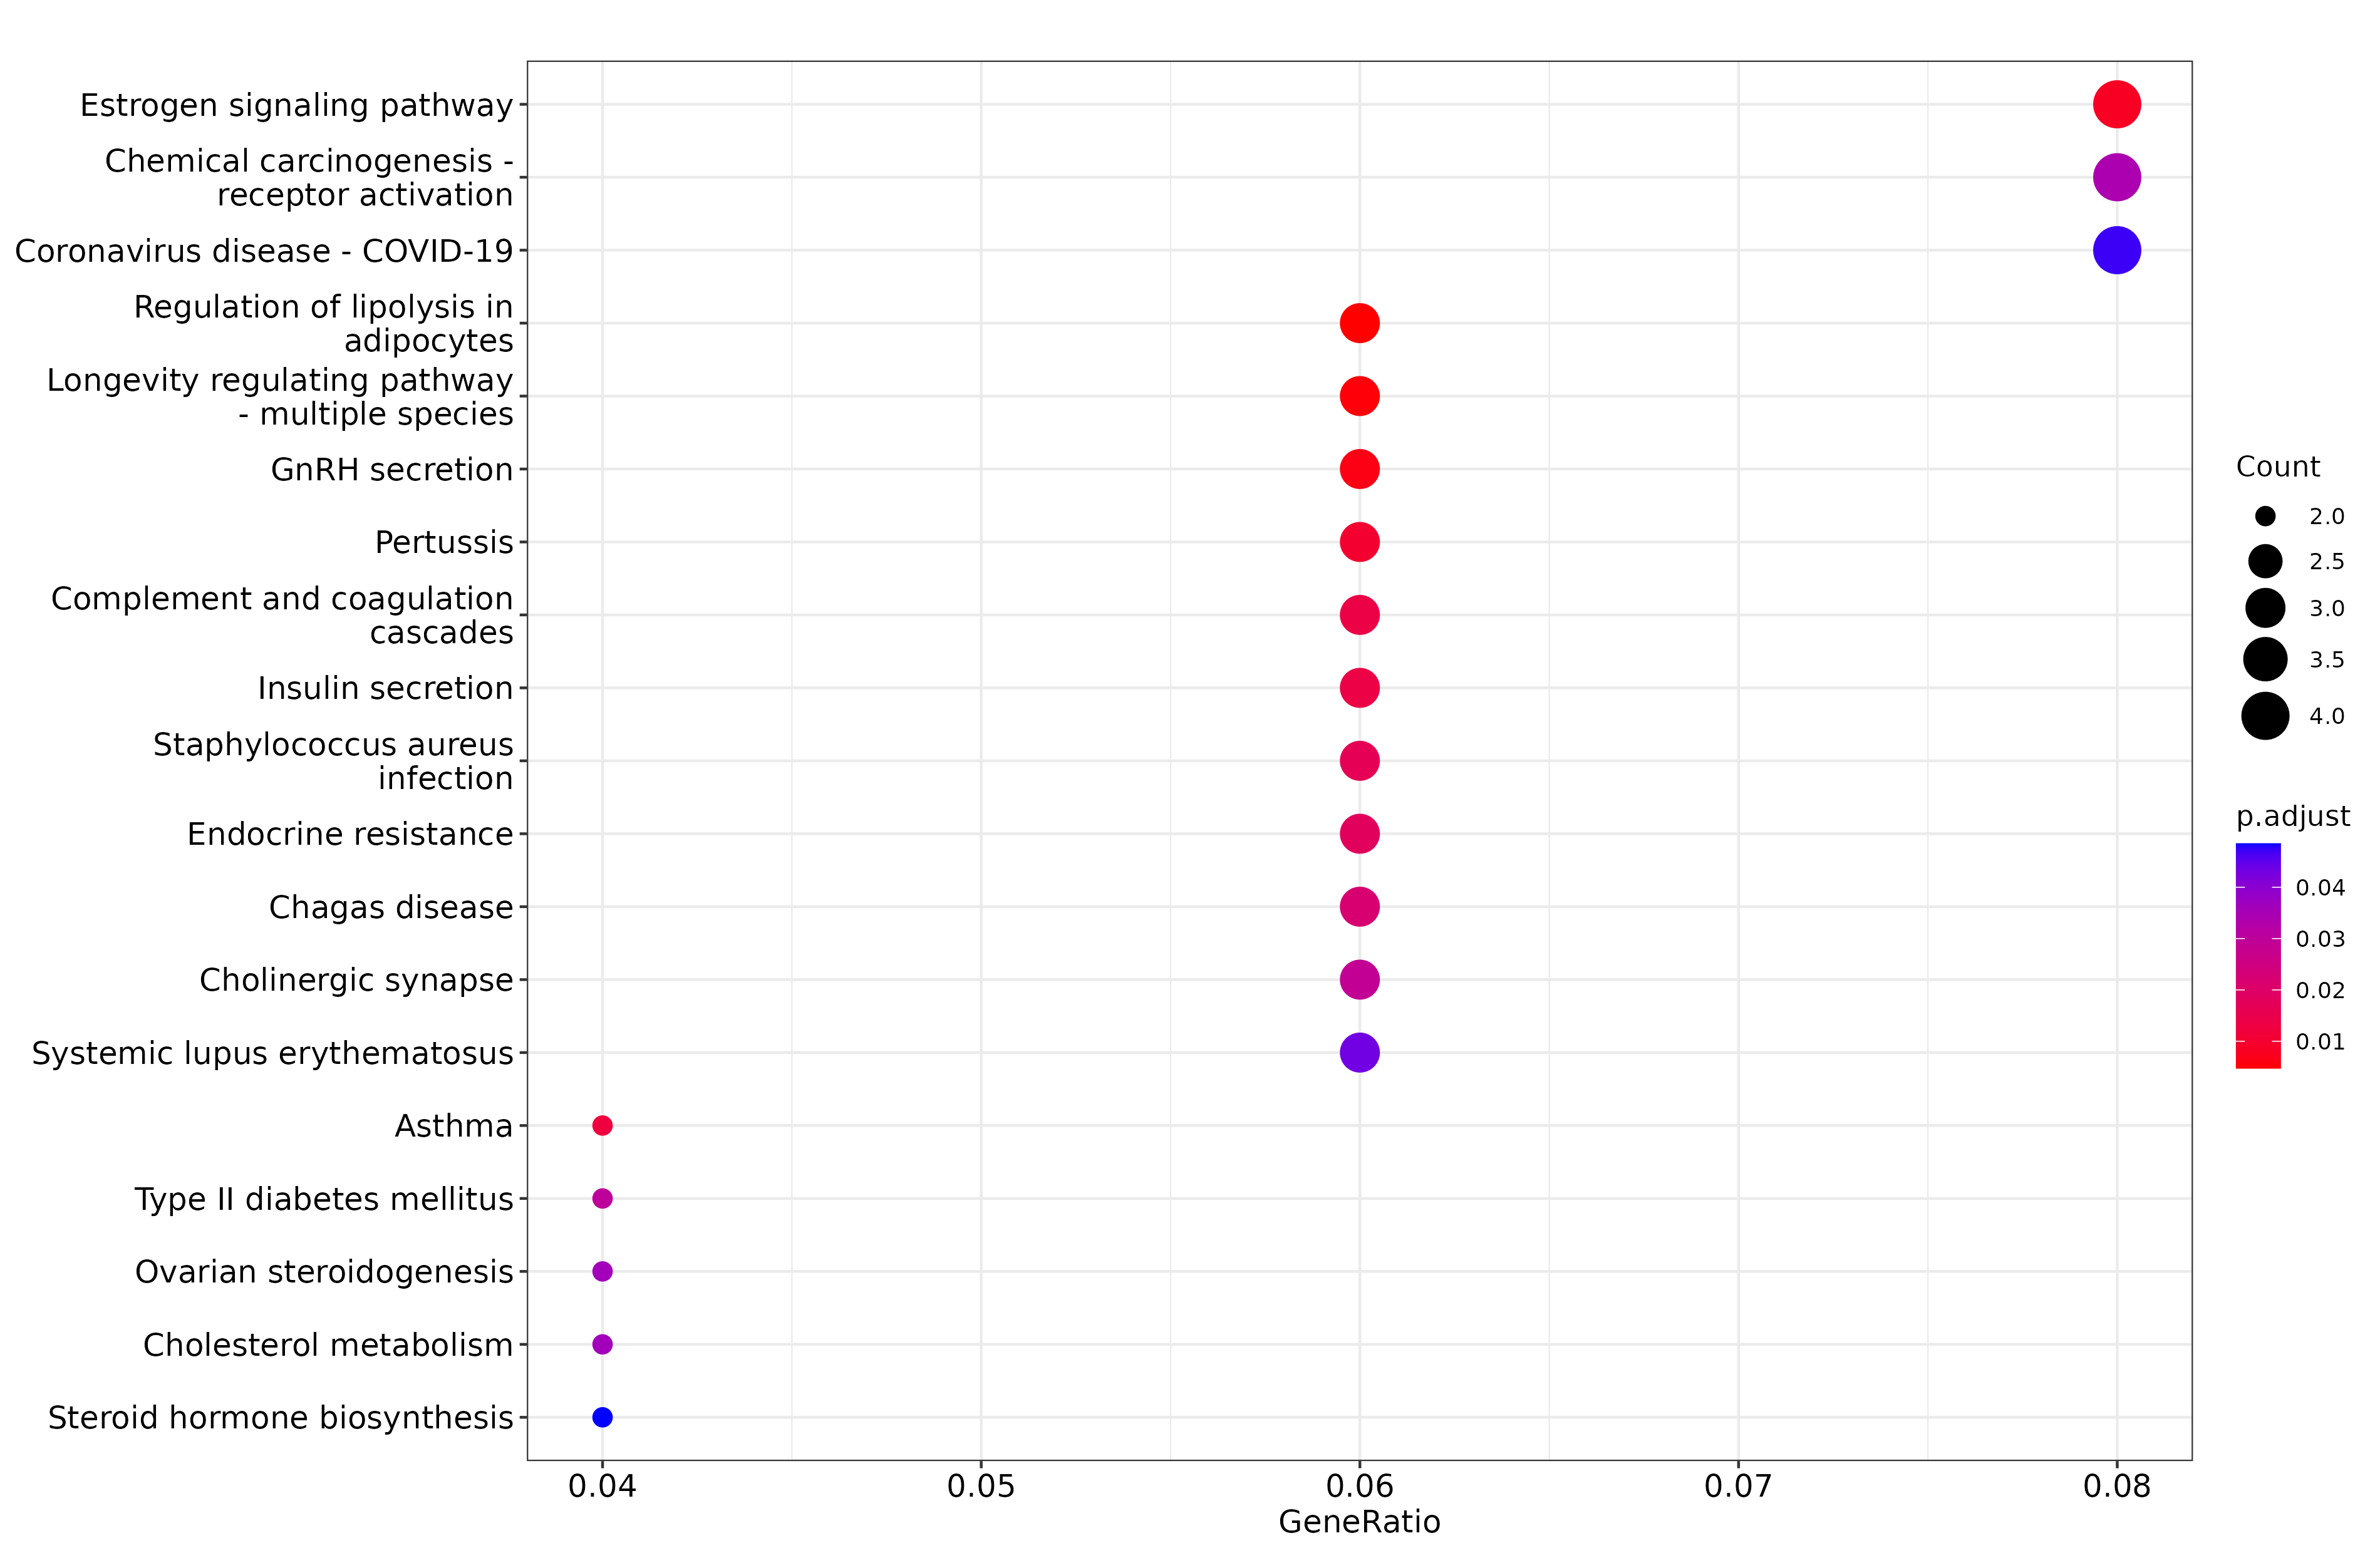 Estrogen signaling pathway
Chemical carcinogenesis -
receptor activation
Coronavirus disease - COVID-19
Regulation of lipolysis in
adipocytes
Longevity regulating pathway
- multiple species
GnRH secretion
Pertussis
Complement and coagulation
cascades
Insulin secretion
Staphylococcus aureus
infection
Endocrine resistance
Chagas disease
Cholinergic synapse
Systemic lupus erythematosus
Asthma
Type II diabetes mellitus
Ovarian steroidogenesis
Cholesterol metabolism
Steroid hormone biosynthesis
0.04 0.05 0.06 0.07 0.08
GeneRatio
Count
2.0
2.5
3.0
3.5
4.0
p.adjust
0.04
0.03
0.02
0.01